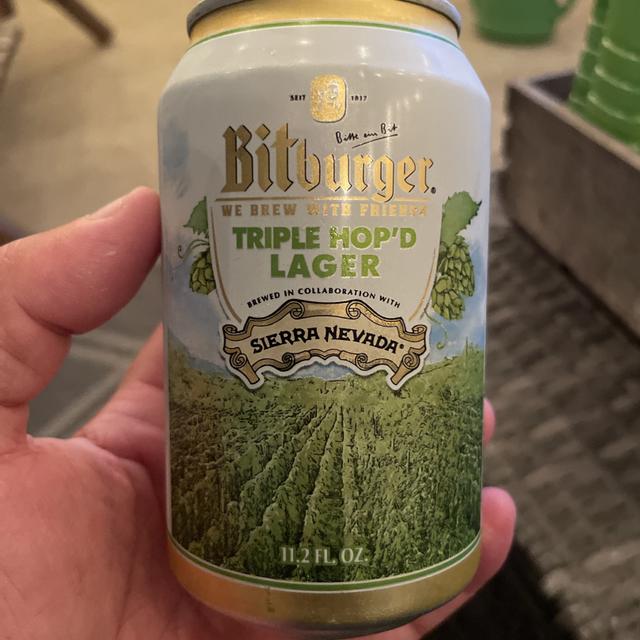 SEIT 1817
Bitte ein Bit
Bitburger®
WE BREW WITH FRIENDS
TRIPLE HOP'D
LAGER
BREWED IN COLLABORATION WITH
SIERRA NEVADA®
11.2 FL. OZ.